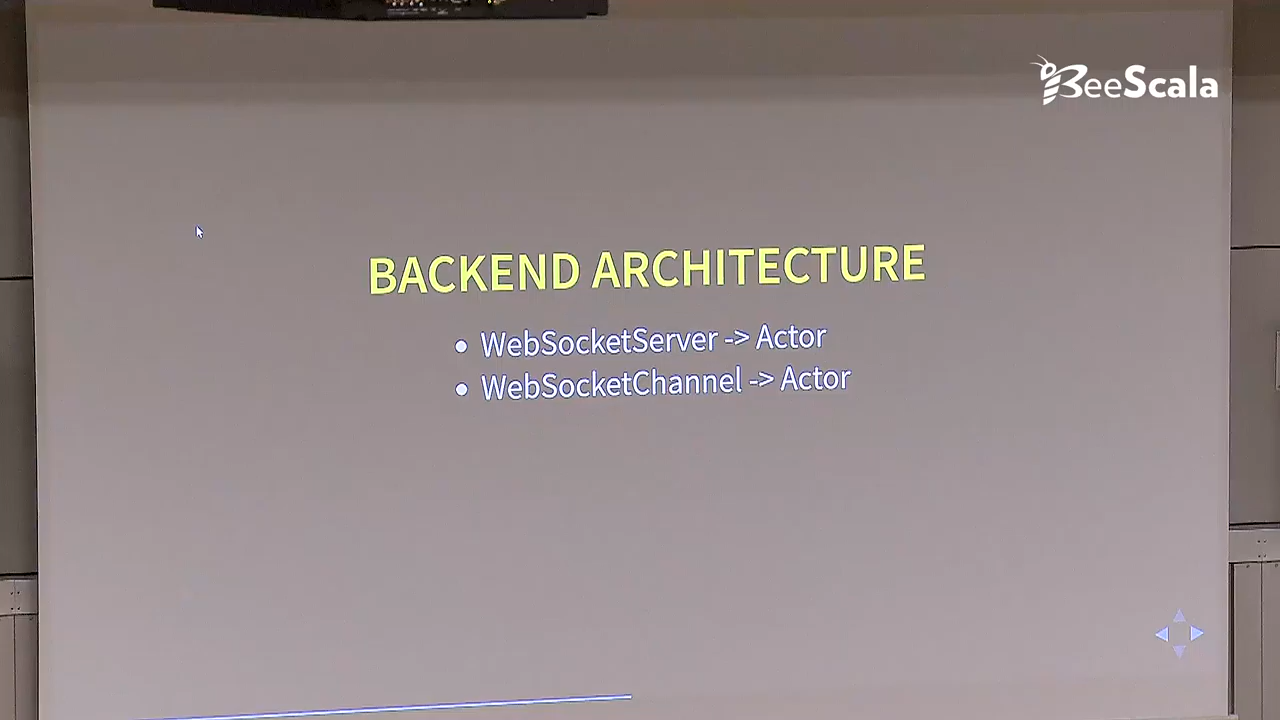 BeeScala
BACKEND ARCHITECTURE
• WebSocketServer -> Actor
• WebSocketChannel -> Actor